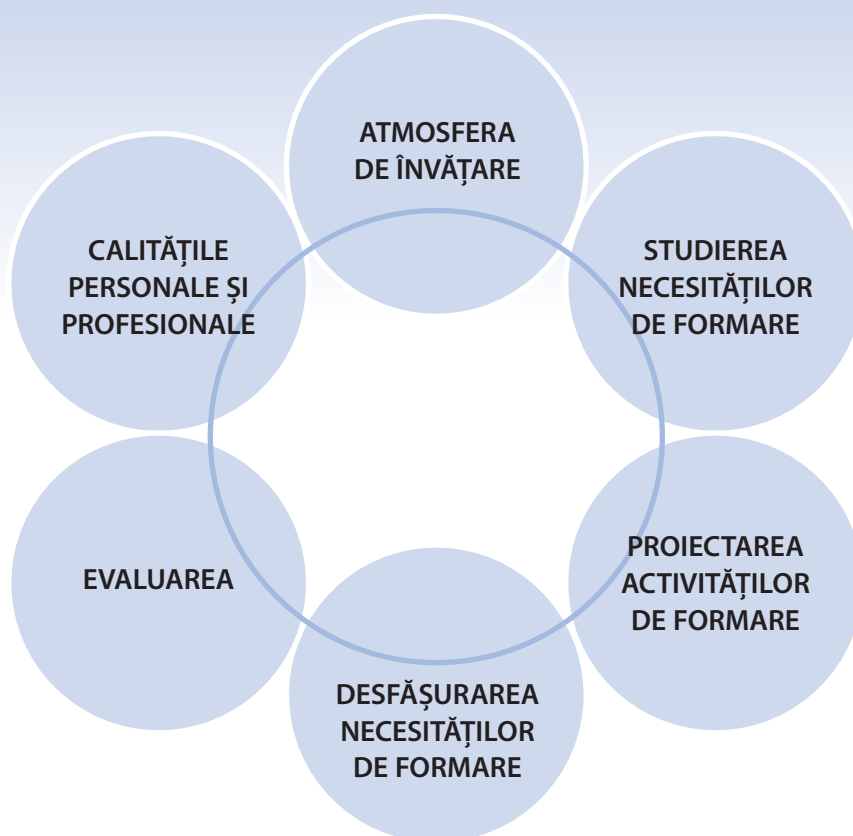 ATMOSFERA
DE ÎNVĂȚARE
STUDIEREA
NECESITĂȚILOR
DE FORMARE
PROIECTAREA
ACTIVITĂȚILOR
DE FORMARE
DESFĂȘURAREA
NECESITĂȚILOR
DE FORMARE
EVALUAREA
CALITĂȚILE
PERSONALE ȘI
PROFESIONALE